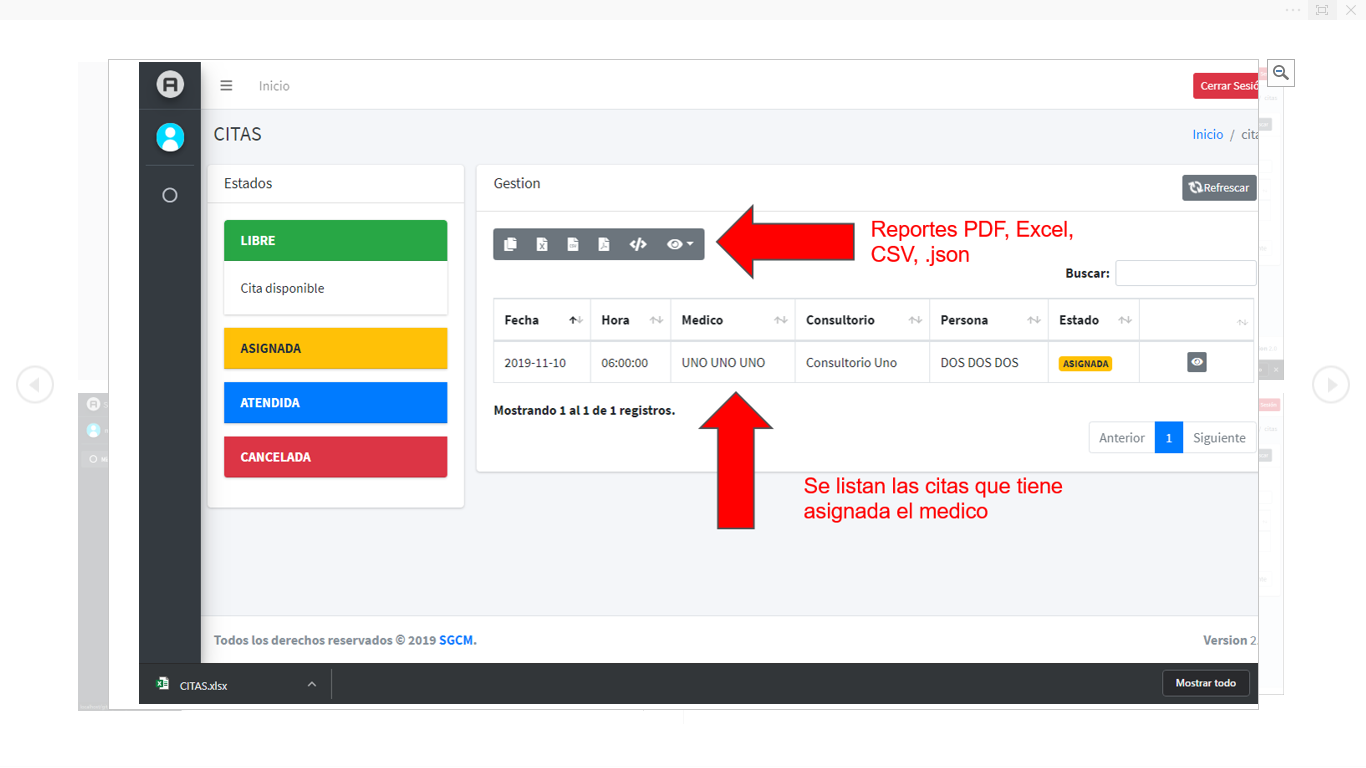 Inicio
Cerrar Sesió
CITAS
Inicio / cita
Estados
Gestion
Refrescar
LIBRE
Reportes PDF, Excel,
CSV, .json
Buscar:
Cita disponible
Fecha Hora Medico Consultorio Persona Estado
ASIGNADA
2019-11-10 06:00:00 UNO UNO UNO Consultorio Uno DOS DOS DOS ASIGNADA
ATENDIDA
Mostrando 1 al 1 de 1 registros.
Anterior 1 Siguiente
CANCELADA
Se listan las citas que tiene
asignada el medico
Todos los derechos reservados © 2019 SGCM.
Version 2.
CITAS.xlsx
Mostrar todo